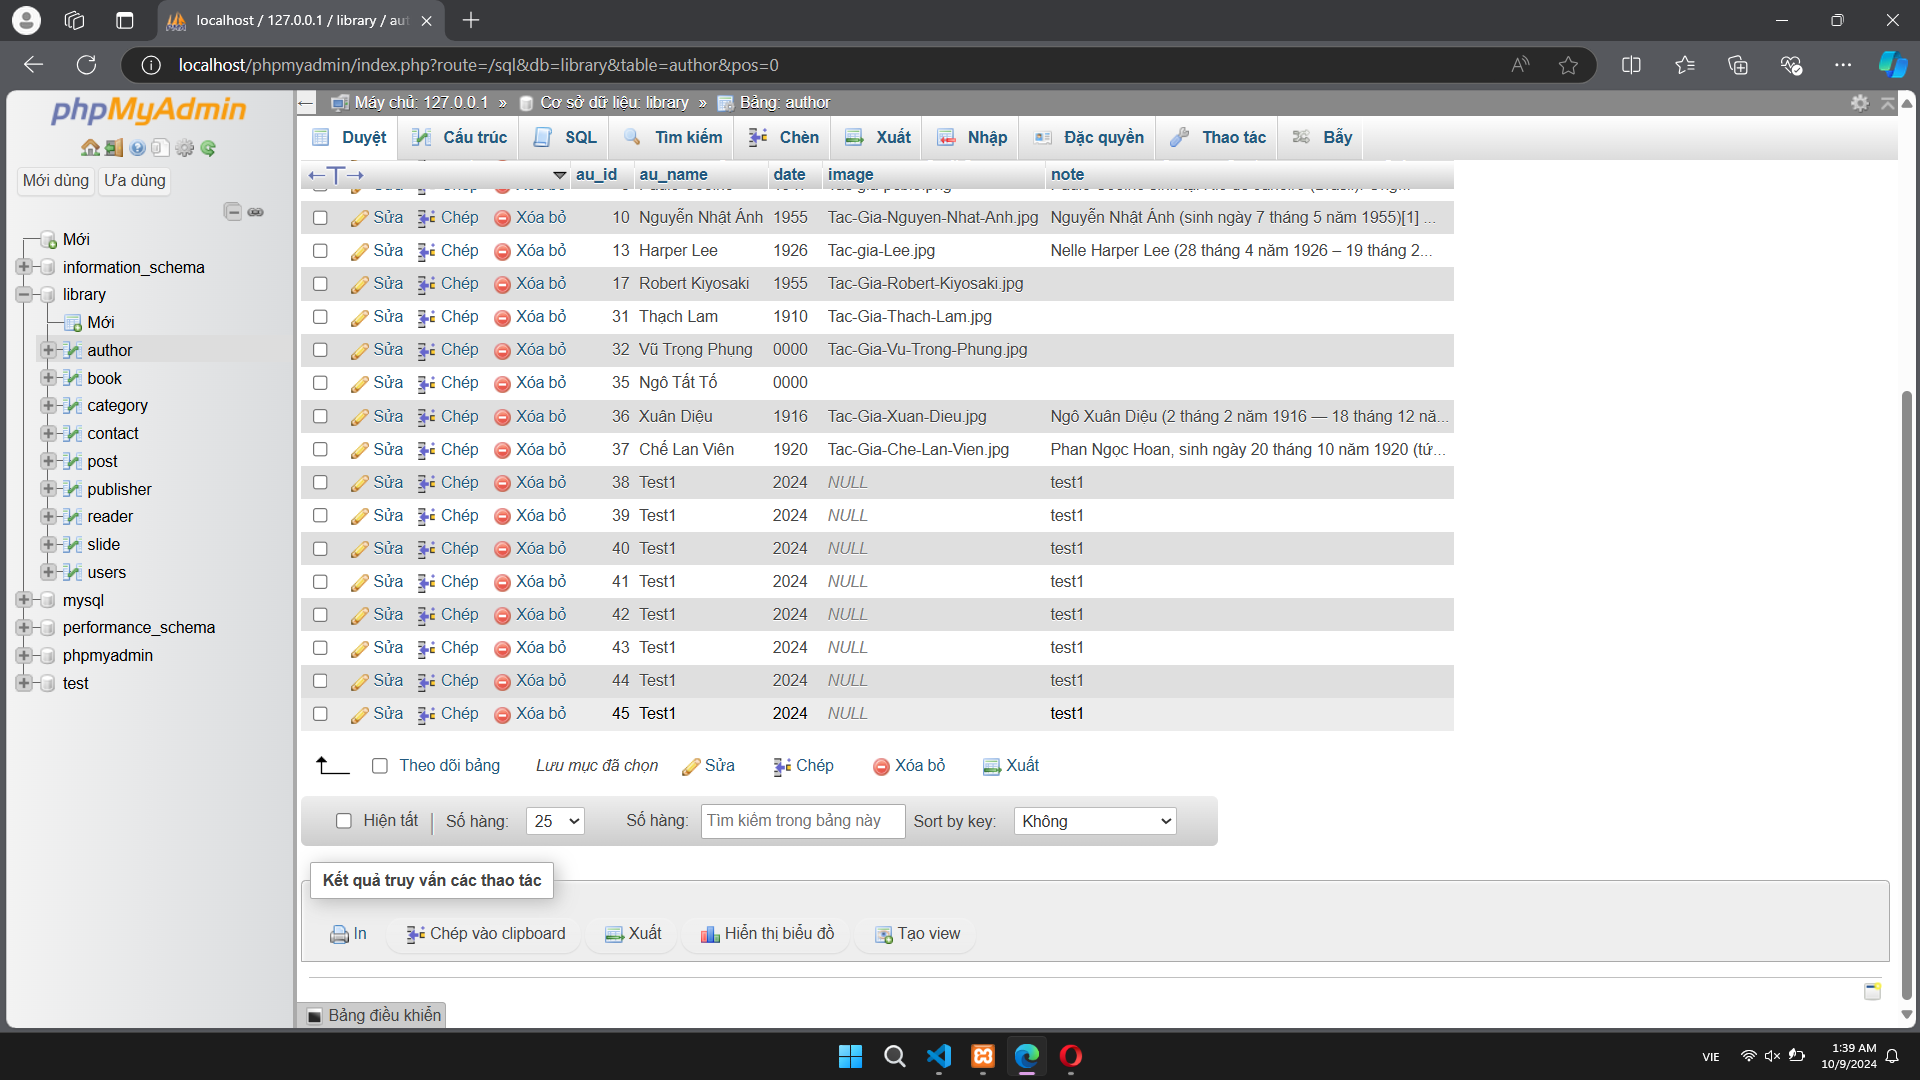 localhost / 127.0.0.1 / library / aut
localhost/phpmyadmin/index.php?route=/sql&db=library&table=author&pos=0
phpMyAdmin
Mới dùng Ưa dùng
Mới
information_schema
library
Mới
author
book
category
contact
post
publisher
reader
slide
users
mysql
performance_schema
phpmyadmin
test
Máy chủ: 127.0.0.1 » Cơ sở dữ liệu: library » Bảng: author
Duyệt Cấu trúc SQL Tìm kiếm Chèn Xuất Nhập Đặc quyền Thao tác Bẫy
←T→ au_id au_name date image note
Sửa Chép Xóa bỏ 10 Nguyễn Nhật Ánh 1955 Tac-Gia-Nguyen-Nhat-Anh.jpg Nguyễn Nhật Ánh (sinh ngày 7 tháng 5 năm 1955)[1] ...
Sửa Chép Xóa bỏ 13 Harper Lee 1926 Tac-gia-Lee.jpg Nelle Harper Lee (28 tháng 4 năm 1926 – 19 tháng 2...
Sửa Chép Xóa bỏ 17 Robert Kiyosaki 1955 Tac-Gia-Robert-Kiyosaki.jpg
Sửa Chép Xóa bỏ 31 Thạch Lam 1910 Tac-Gia-Thach-Lam.jpg
Sửa Chép Xóa bỏ 32 Vũ Trọng Phụng 0000 Tac-Gia-Vu-Trong-Phung.jpg
Sửa Chép Xóa bỏ 35 Ngô Tất Tố 0000
Sửa Chép Xóa bỏ 36 Xuân Diệu 1916 Tac-Gia-Xuan-Dieu.jpg Ngô Xuân Diệu (2 tháng 2 năm 1916 — 18 tháng 12 nă...
Sửa Chép Xóa bỏ 37 Chế Lan Viên 1920 Tac-Gia-Che-Lan-Vien.jpg Phan Ngọc Hoan, sinh ngày 20 tháng 10 năm 1920 (tứ...
Sửa Chép Xóa bỏ 38 Test1 2024 NULL test1
Sửa Chép Xóa bỏ 39 Test1 2024 NULL test1
Sửa Chép Xóa bỏ 40 Test1 2024 NULL test1
Sửa Chép Xóa bỏ 41 Test1 2024 NULL test1
Sửa Chép Xóa bỏ 42 Test1 2024 NULL test1
Sửa Chép Xóa bỏ 43 Test1 2024 NULL test1
Sửa Chép Xóa bỏ 44 Test1 2024 NULL test1
Sửa Chép Xóa bỏ 45 Test1 2024 NULL test1
Theo dõi bảng Lưu mục đã chọn Sửa Chép Xóa bỏ Xuất
Hiện tất Số hàng: 25 Số hàng: Tìm kiếm trong bảng này Sort by key: Không
Kết quả truy vấn các thao tác
In Chép vào clipboard Xuất Hiển thị biểu đồ Tạo view
Bảng điều khiển
VIE
1:39 AM
10/9/2024